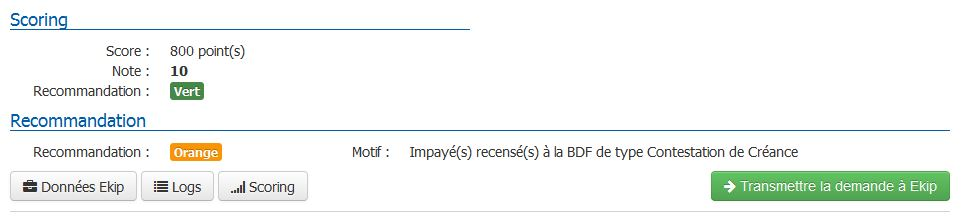 Scoring
Score : 800 point(s)
Note : 10
Recommandation : Vert
Recommandation
Recommandation : Orange Motif : Impayé(s) recensé(s) à la BDF de type Contestation de Créance
Données Ekip Logs Scoring Transmettre la demande à Ekip